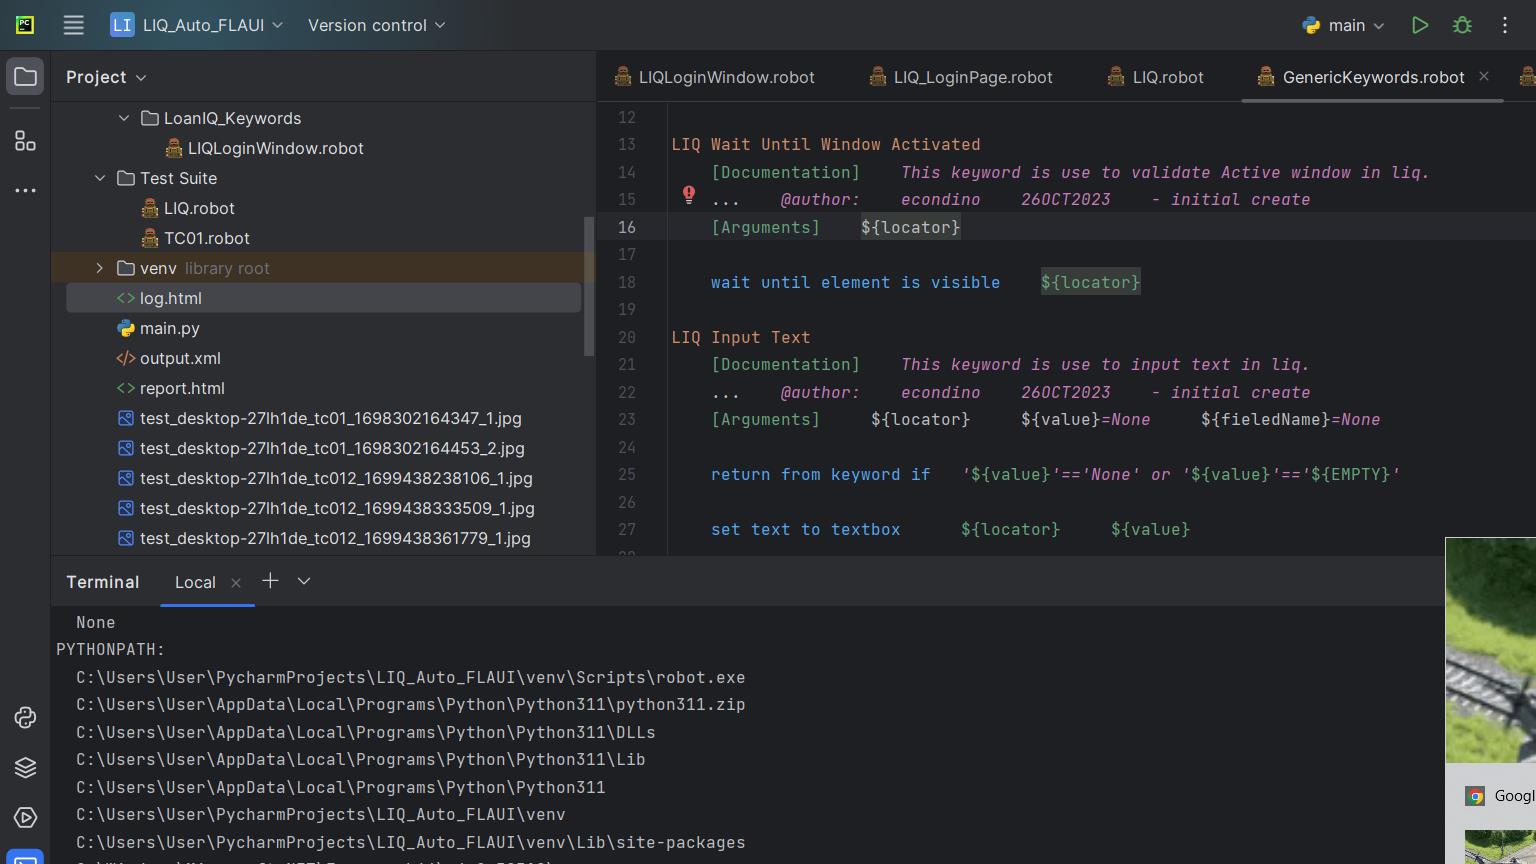 LI LIQ_Auto_FLAUI Version control main
Project
LIQLoginWindow.robot LIQ_LoginPage.robot LIQ.robot GenericKeywords.robot
LoanIQ_Keywords
LIQLoginWindow.robot
Test Suite
LIQ.robot
TC01.robot
venv library root
log.html
main.py
output.xml
report.html
test_desktop-27lh1de_tc01_1698302164347_1.jpg
test_desktop-27lh1de_tc01_1698302164453_2.jpg
test_desktop-27lh1de_tc012_1699438238106_1.jpg
test_desktop-27lh1de_tc012_1699438333509_1.jpg
test_desktop-27lh1de_tc012_1699438361779_1.jpg
12
13 LIQ Wait Until Window Activated
14 [Documentation] This keyword is use to validate Active window in liq.
15 ... @author: econdino 26OCT2023 - initial create
16 [Arguments] ${locator}
17
18 wait until element is visible ${locator}
19
20 LIQ Input Text
21 [Documentation] This keyword is use to input text in liq.
22 ... @author: econdino 26OCT2023 - initial create
23 [Arguments] ${locator} ${value}=None ${fieledName}=None
24
25 return from keyword if '${value}'=='None' or '${value}'=='${EMPTY}'
26
27 set text to textbox ${locator} ${value}
Terminal Local
None
PYTHONPATH:
C:\Users\User\PycharmProjects\LIQ_Auto_FLAUI\venv\Scripts\robot.exe
C:\Users\User\AppData\Local\Programs\Python\Python311\python311.zip
C:\Users\User\AppData\Local\Programs\Python\Python311\DLLs
C:\Users\User\AppData\Local\Programs\Python\Python311\Lib
C:\Users\User\AppData\Local\Programs\Python\Python311
C:\Users\User\PycharmProjects\LIQ_Auto_FLAUI\venv
C:\Users\User\PycharmProjects\LIQ_Auto_FLAUI\venv\Lib\site-packages
Googl